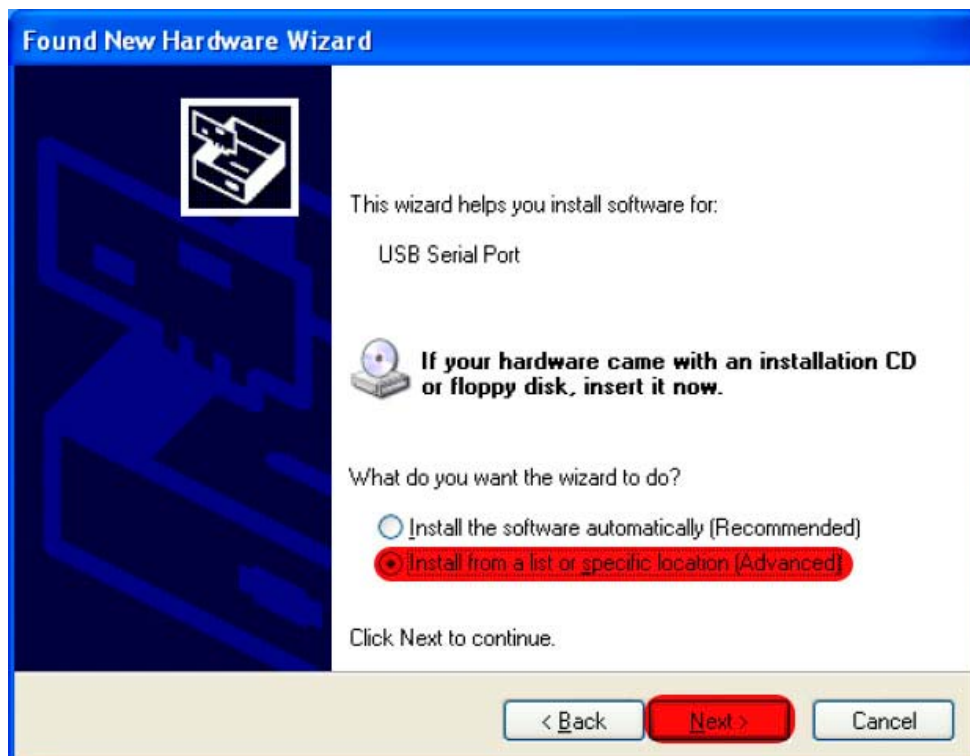 Found New Hardware Wizard
This wizard helps you install software for:
USB Serial Port
If your hardware came with an installation CD
or floppy disk, insert it now.
What do you want the wizard to do?
Install the software automatically (Recommended)
Install from a list or specific location (Advanced)
Click Next to continue.
< Back
Next >
Cancel